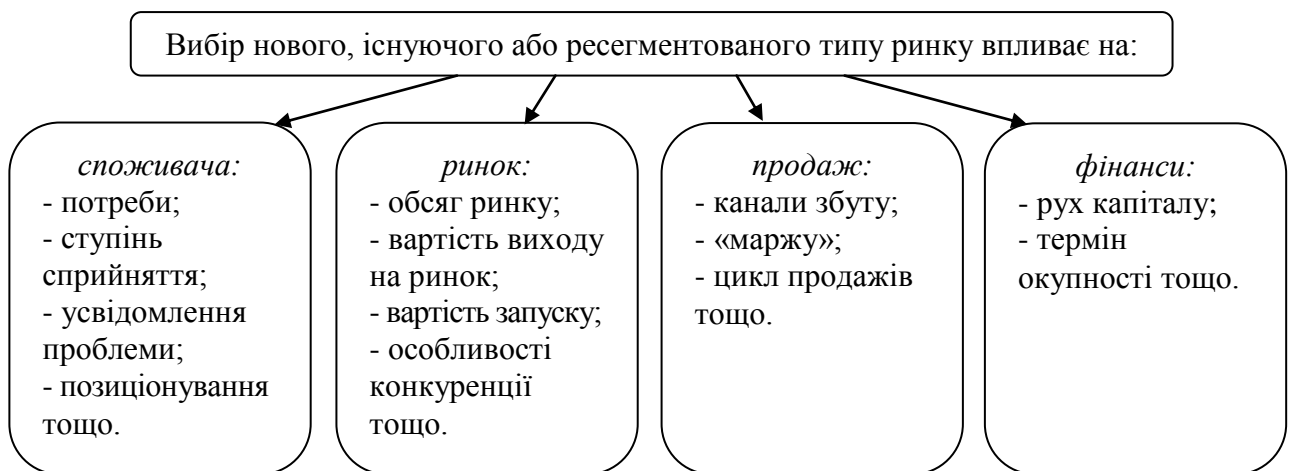 Вибір нового, існуючого або ресегментованого типу ринку впливає на:
споживача:
- потреби;
- ступінь
сприйняття;
- усвідомлення
проблеми;
- позиціонування
тощо.
ринок:
- обсяг ринку;
- вартість виходу
на ринок;
- вартість запуску;
- особливості
конкуренції
тощо.
продаж:
- канали збуту;
- «маржу»;
- цикл продажів
тощо.
фінанси:
- рух капіталу;
- термін
окупності тощо.